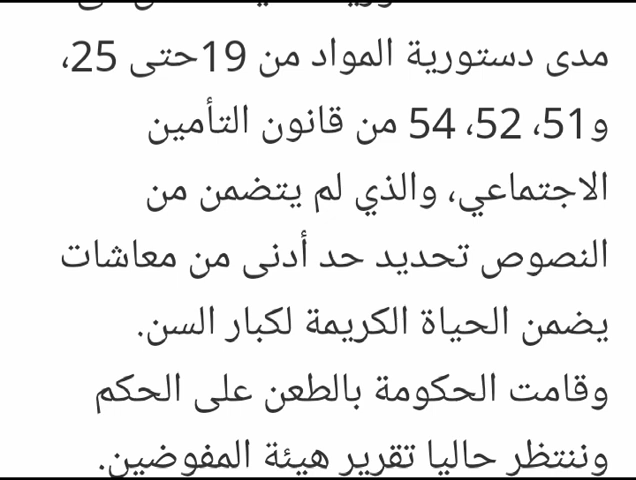 مدى دستورية المواد من 19حتى 25،
و51، 52، 54 من قانون التأمين
الاجتماعي، والذي لم يتضمن من
النصوص تحديد حد أدنى من معاشات
يضمن الحياة الكريمة لكبار السن.
وقامت الحكومة بالطعن على الحكم
وننتظر حاليا تقرير هيئة المفوضين.